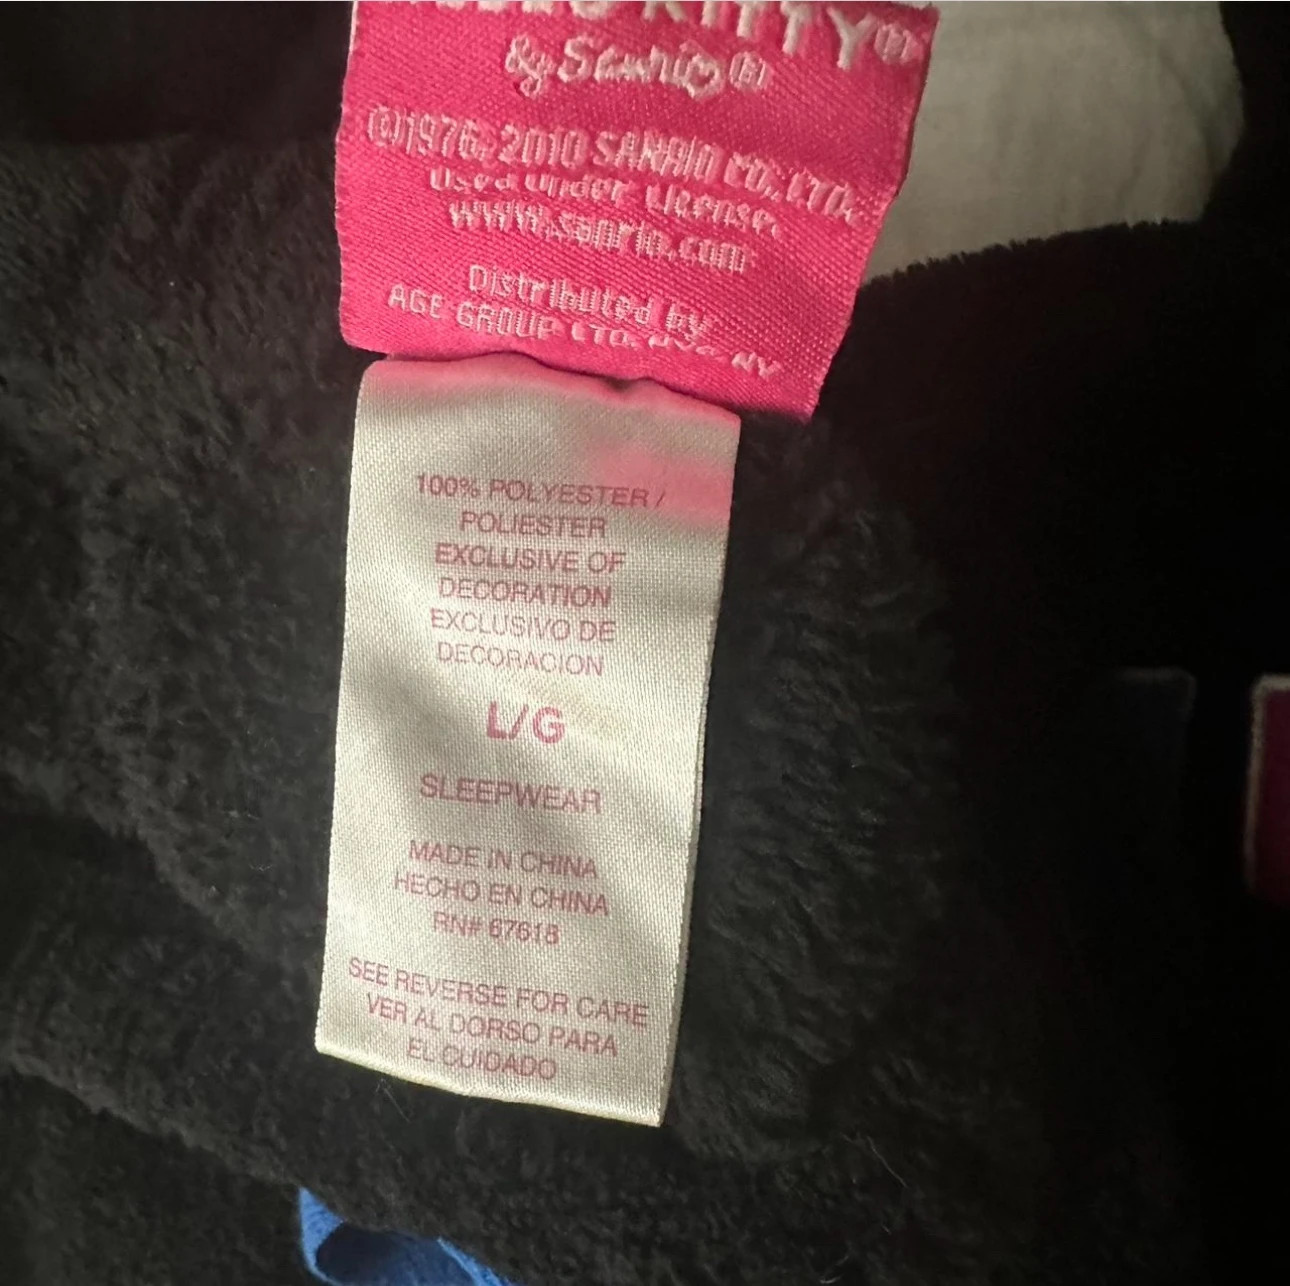 KITTY®
by Sanrio®
©1976, 2010 SANRIO CO., LTD.
Used Under License.
www.sanrio.com
Distributed by:
AGE GROUP LTD. NY
100% POLYESTER /
POLIESTER
EXCLUSIVE OF
DECORATION
EXCLUSIVO DE
DECORACION
L/G
SLEEPWEAR
MADE IN CHINA
HECHO EN CHINA
RN# 67618
SEE REVERSE FOR CARE
VER AL DORSO PARA
EL CUIDADO